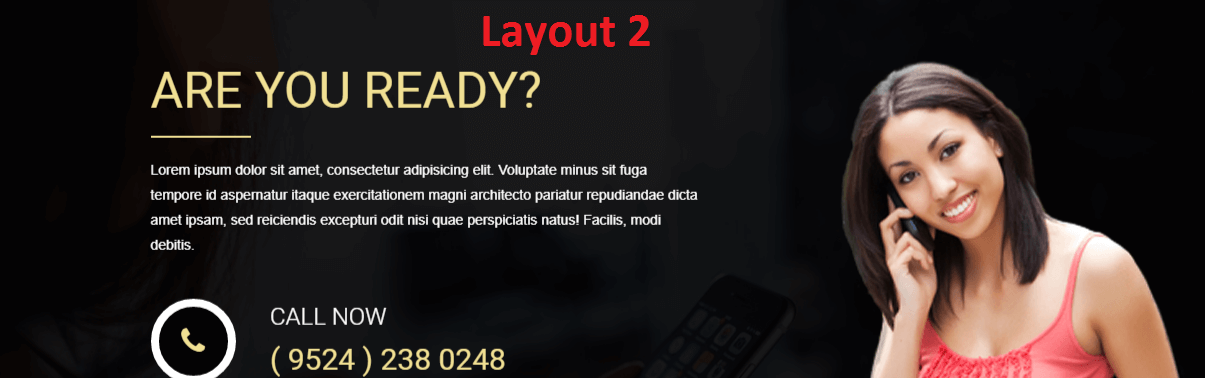 Layout 2
ARE YOU READY?
Lorem ipsum dolor sit amet, consectetur adipisicing elit. Voluptate minus sit fuga
tempore id aspernatur itaque exercitationem magni architecto pariatur repudiandae dicta
amet ipsam, sed reiciendis excepturi odit nisi quae perspiciatis natus! Facilis, modi
debitis.
CALL NOW
( 9524 ) 238 0248